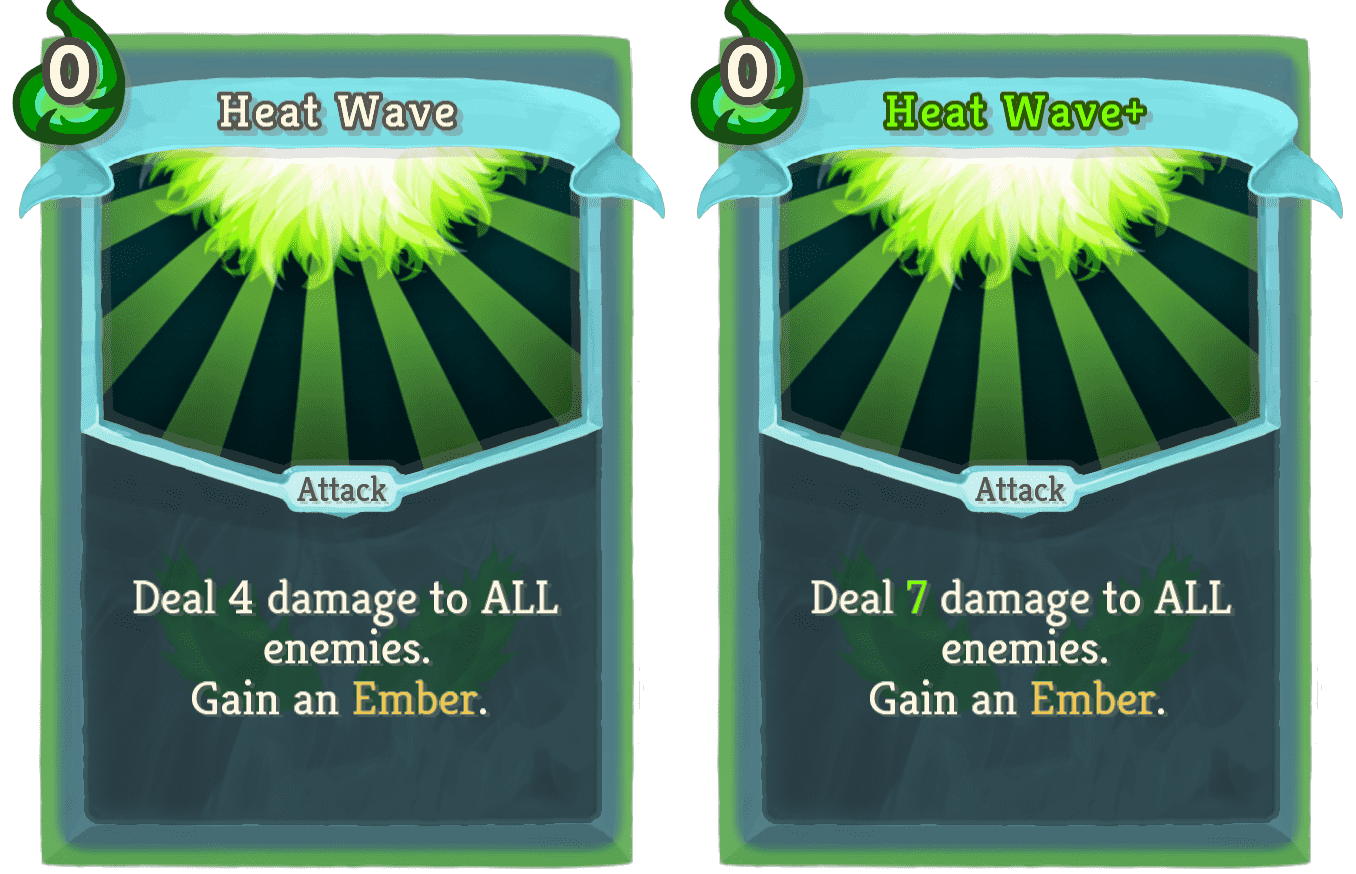 0
Heat Wave
Attack
Deal 4 damage to ALL
enemies.
Gain an Ember.
0
Heat Wave+
Attack
Deal 7 damage to ALL
enemies.
Gain an Ember.